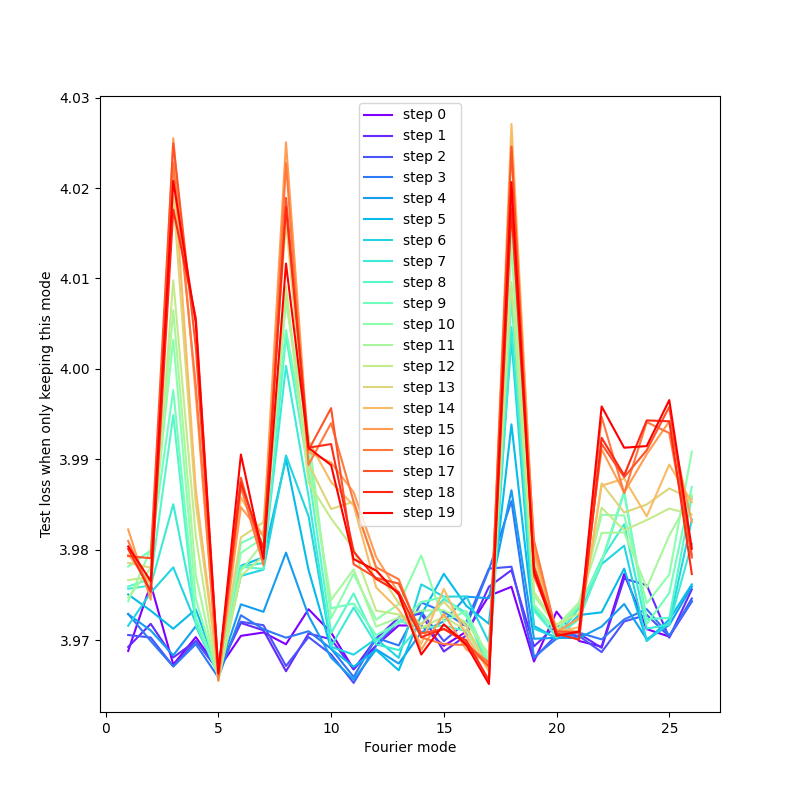 4.03
4.02
4.01
4.00
3.99
3.98
3.97
Test loss when only keeping this mode
step 0
step 1
step 2
step 3
step 4
step 5
step 6
step 7
step 8
step 9
step 10
step 11
step 12
step 13
step 14
step 15
step 16
step 17
step 18
step 19
0 5 10 15 20 25
Fourier mode